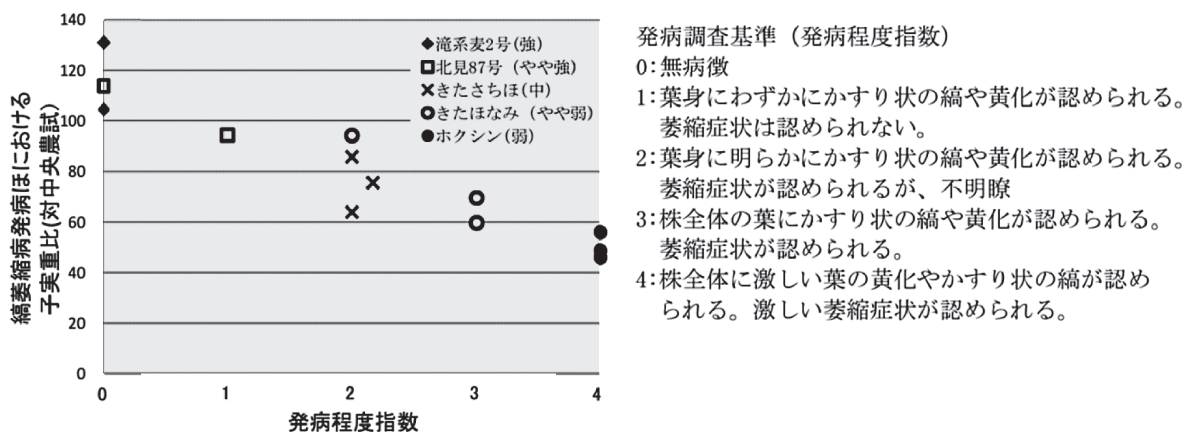 縞萎縮病発病ほにおける
子実重比(対中央農試)
140
120
100
80
60
40
20
0
0
1
2
3
4
発病程度指数
滝系麦2号(強)
北見87号（やや強）
きたさちほ(中)
きたほなみ（やや弱）
ホクシン(弱)
発病調査基準（発病程度指数）
0:無病徴
1:葉身にわずかにかすり状の縞や黄化が認められる。
萎縮症状は認められない。
2:葉身に明らかにかすり状の縞や黄化が認められる。
萎縮症状が認められるが、不明瞭
3:株全体の葉にかすり状の縞や黄化が認められる。
萎縮症状が認められる。
4:株全体に激しい葉の黄化やかすり状の縞が認め
られる。激しい萎縮症状が認められる。